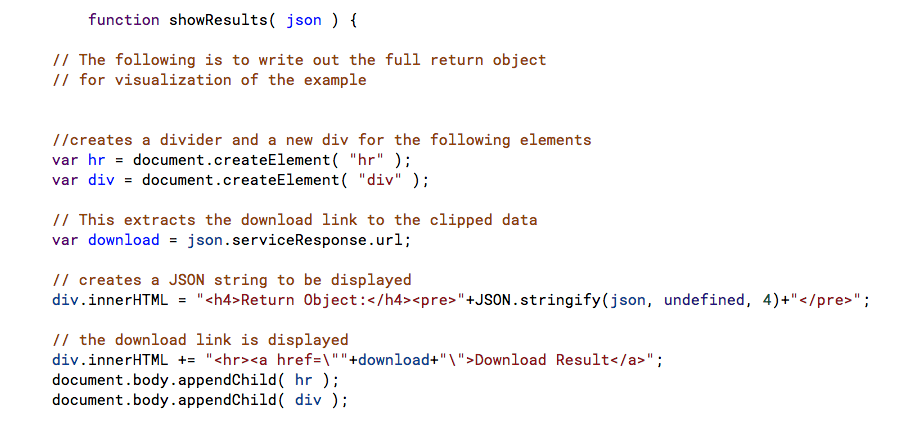 function showResults( json ) {
// The following is to write out the full return object
// for visualization of the example
//creates a divider and a new div for the following elements
var hr = document.createElement( "hr" );
var div = document.createElement( "div" );
// This extracts the download link to the clipped data
var download = json.serviceResponse.url;
// creates a JSON string to be displayed
div.innerHTML = "<h4>Return Object:</h4><pre>"+JSON.stringify(json, undefined, 4)+"</pre>";
// the download link is displayed
div.innerHTML += "<hr><a href=\""+download+"\">Download Result</a>";
document.body.appendChild( hr );
document.body.appendChild( div );